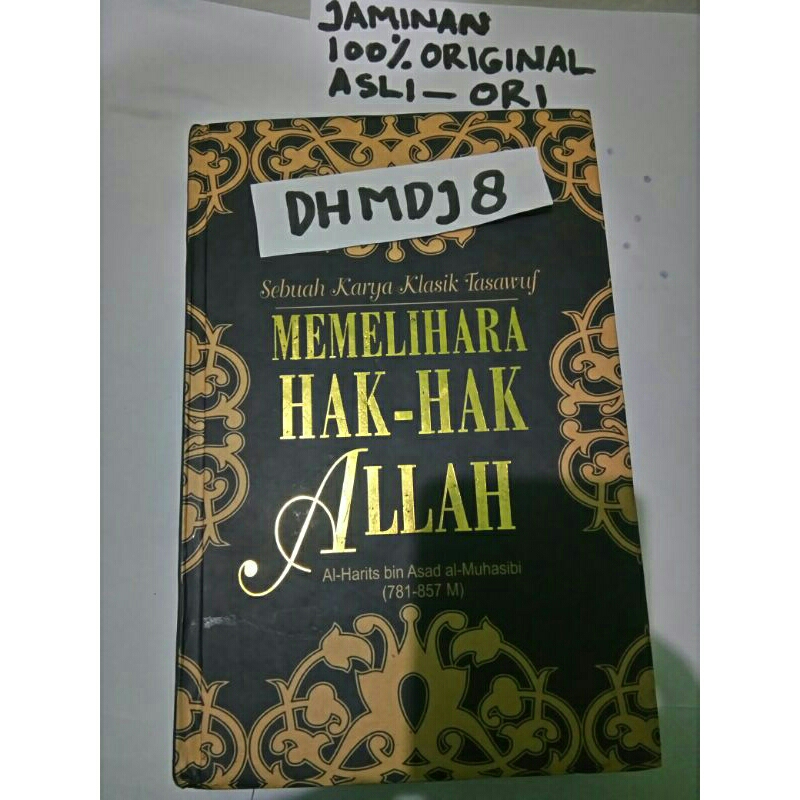 JAMINAN
100% ORIGINAL
ASLI - ORI
DHMDJ8
Sebuah Karya Klasik Tasawuf
MEMELIHARA
HAK-HAK
ALLAH
Al-Harits bin Asad al-Muhasibi
(781-857 M)